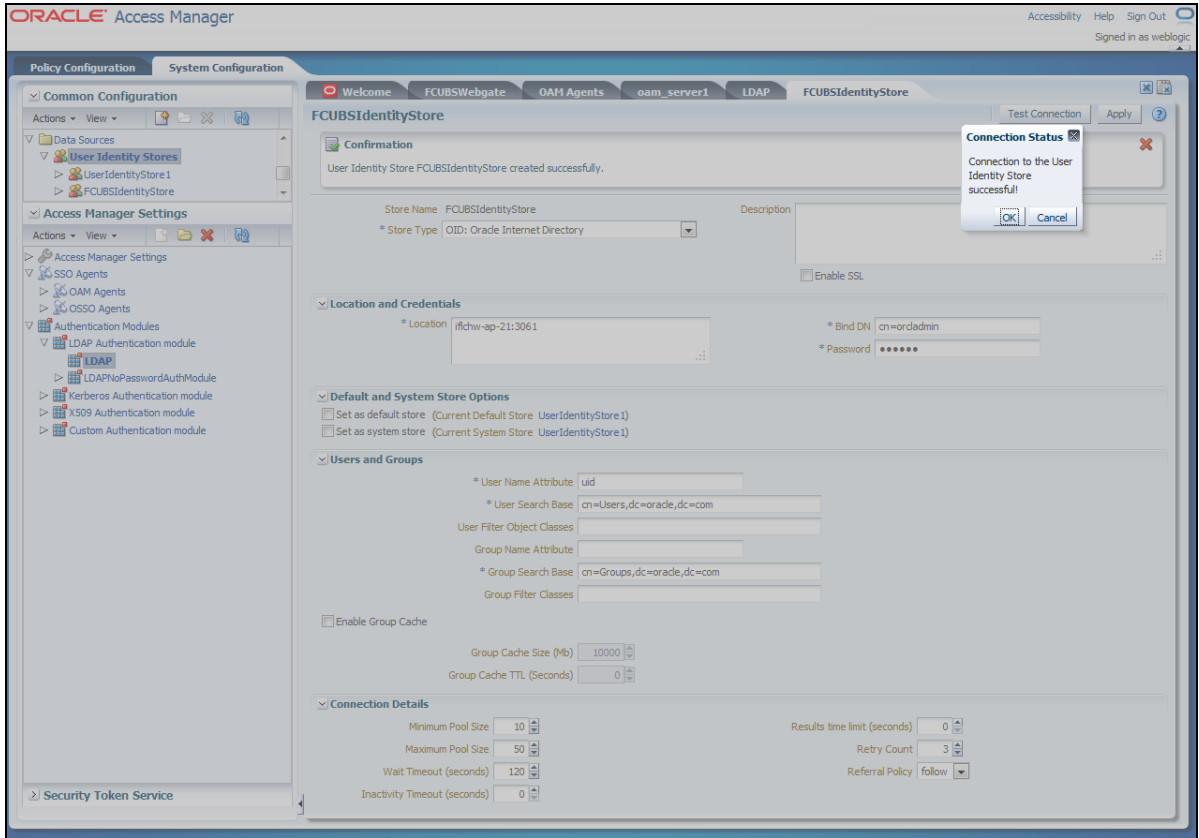 ORACLE Access Manager
Accessibility Help Sign Out
Signed in as weblogic
Policy Configuration System Configuration
Common Configuration
Actions View
Data Sources
User Identity Stores
UserIdentityStore1
FCUBSIdentityStore
Access Manager Settings
Actions View
Access Manager Settings
SSO Agents
OAM Agents
OSSO Agents
Authentication Modules
LDAP Authentication module
LDAP
LDAPNoPasswordAuthModule
Kerberos Authentication module
X509 Authentication module
Custom Authentication module
Security Token Service
Welcome FCUBSWebgate OAM Agents oam_server1 LDAP FCUBSIdentityStore
FCUBSIdentityStore
Test Connection Apply
Confirmation
User Identity Store FCUBSIdentityStore created successfully.
Connection Status
Connection to the User
Identity Store
successful!
OK Cancel
Store Name FCUBSIdentityStore
* Store Type OID: Oracle Internet Directory
Description
Enable SSL
Location and Credentials
* Location iflchw-ap-21:3061
* Bind DN cn=orcladmin
* Password ••••••
Default and System Store Options
Set as default store (Current Default Store UserIdentityStore1)
Set as system store (Current System Store UserIdentityStore1)
Users and Groups
* User Name Attribute uid
* User Search Base cn=Users,dc=oracle,dc=com
User Filter Object Classes
Group Name Attribute
* Group Search Base cn=Groups,dc=oracle,dc=com
Group Filter Classes
Enable Group Cache
Group Cache Size (Mb) 10000
Group Cache TTL (Seconds) 0
Connection Details
Minimum Pool Size 10
Maximum Pool Size 50
Wait Timeout (seconds) 120
Inactivity Timeout (seconds) 0
Results time limit (seconds) 0
Retry Count 3
Referral Policy follow